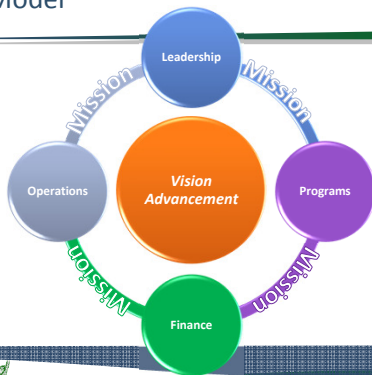 Model
Leadership
Mission
Mission
Operations
Vision
Advancement
Programs
Mission
Mission
Finance